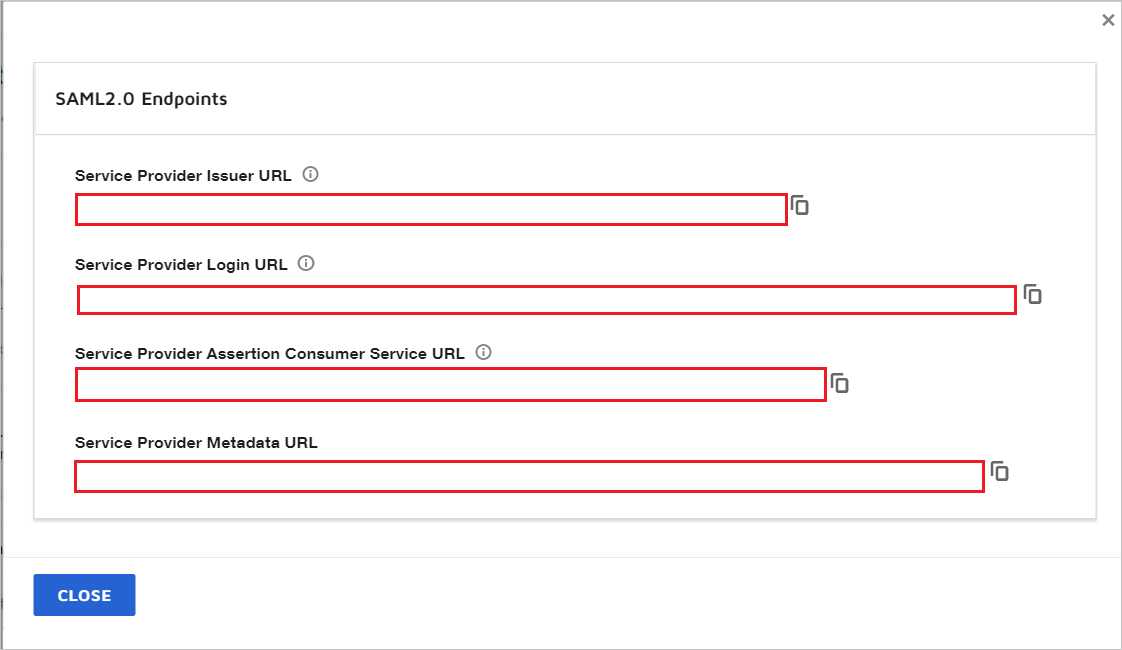 SAML2.0 Endpoints
Service Provider Issuer URL
Service Provider Login URL
Service Provider Assertion Consumer Service URL
Service Provider Metadata URL
CLOSE